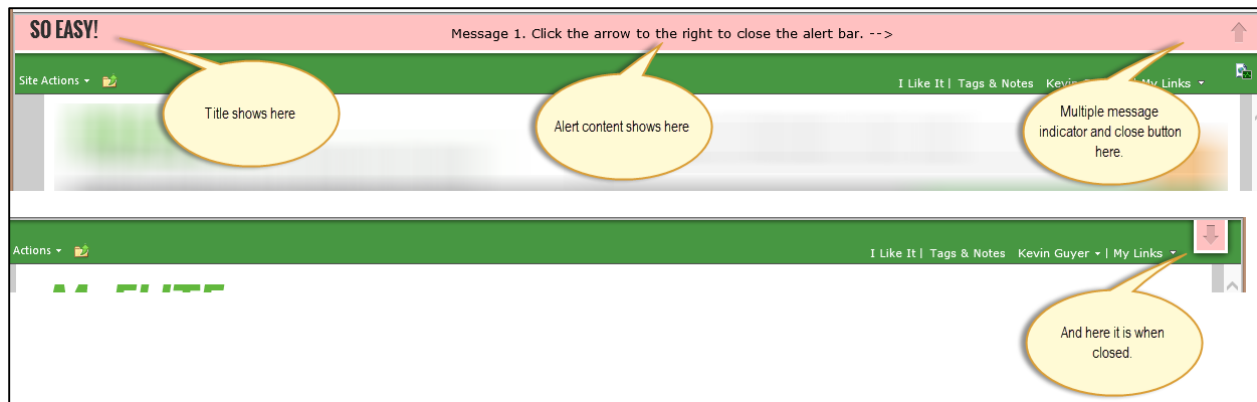 SO EASY!
Message 1. Click the arrow to the right to close the alert bar. -->
Site Actions
I Like It | Tags & Notes Kevin My Links
Title shows here
Alert content shows here
Multiple message
indicator and close button
here.
Actions
I Like It | Tags & Notes Kevin Guyer | My Links
And here it is when
closed.